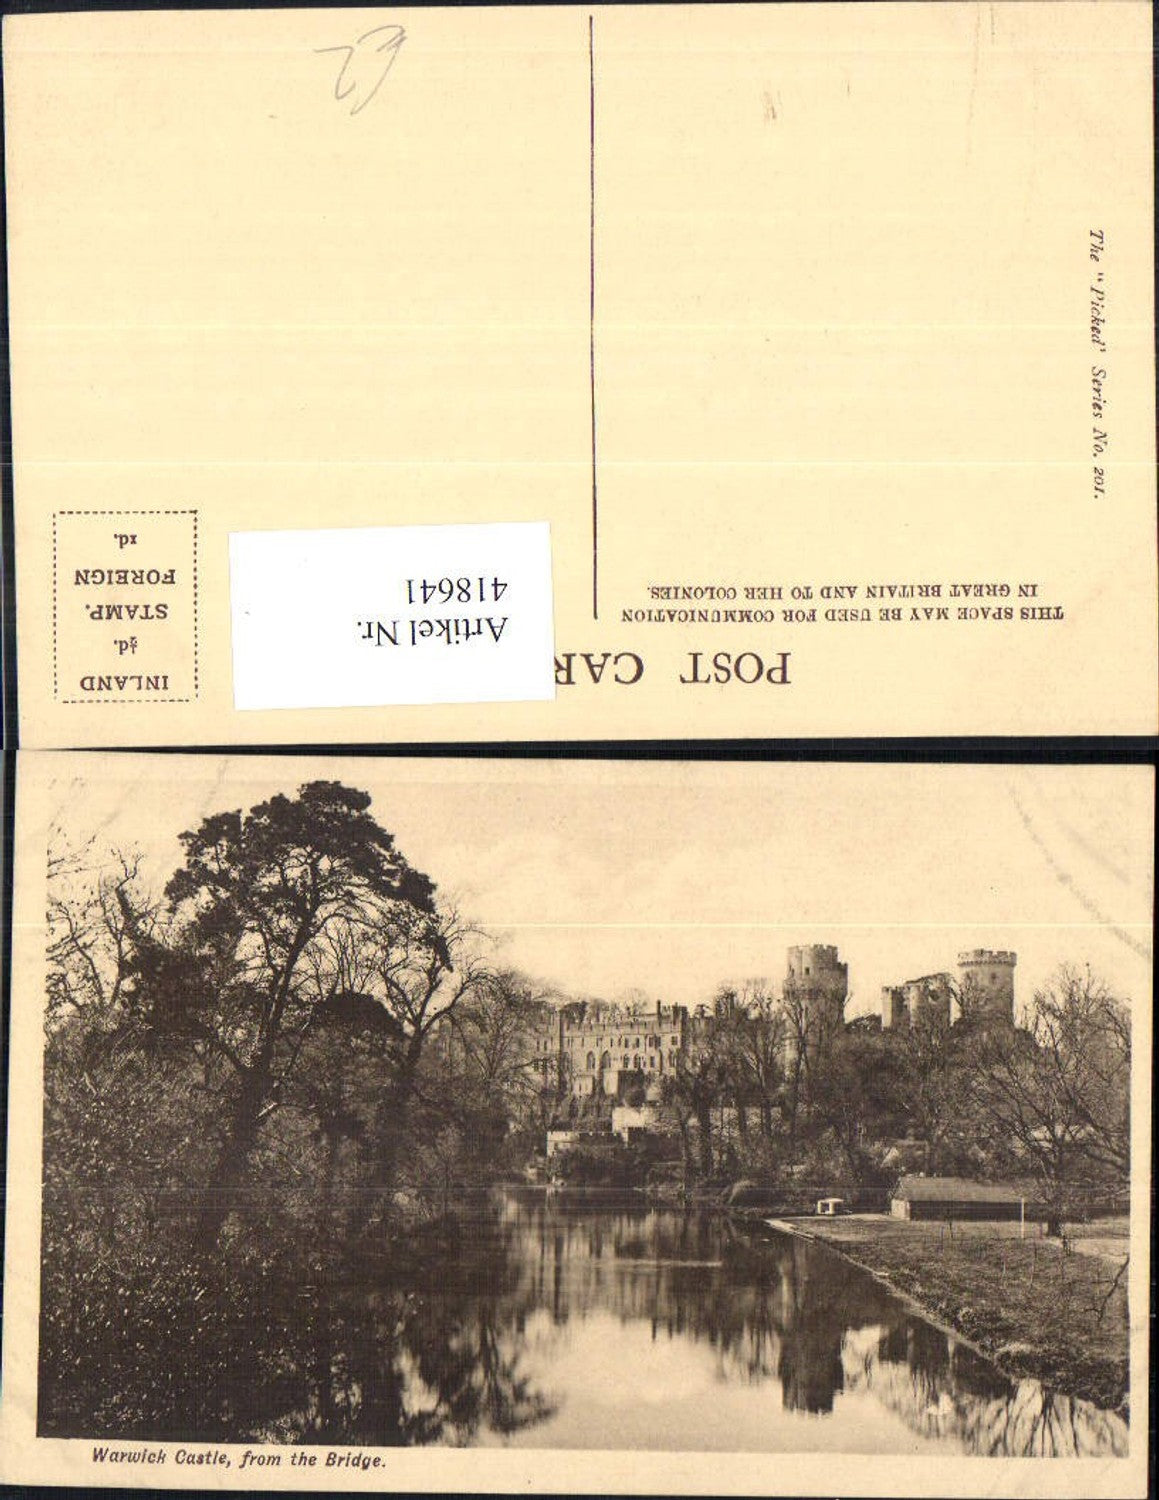 POST CAR
THIS SPACE MAY BE USED FOR COMMUNICATION
IN GREAT BRITAIN AND TO HER COLONIES.
INLAND
½d.
STAMP.
FOREIGN
1d.
Artikel Nr.
418641
The "Picked' Series No. 201.
Warwick Castle, from the Bridge.